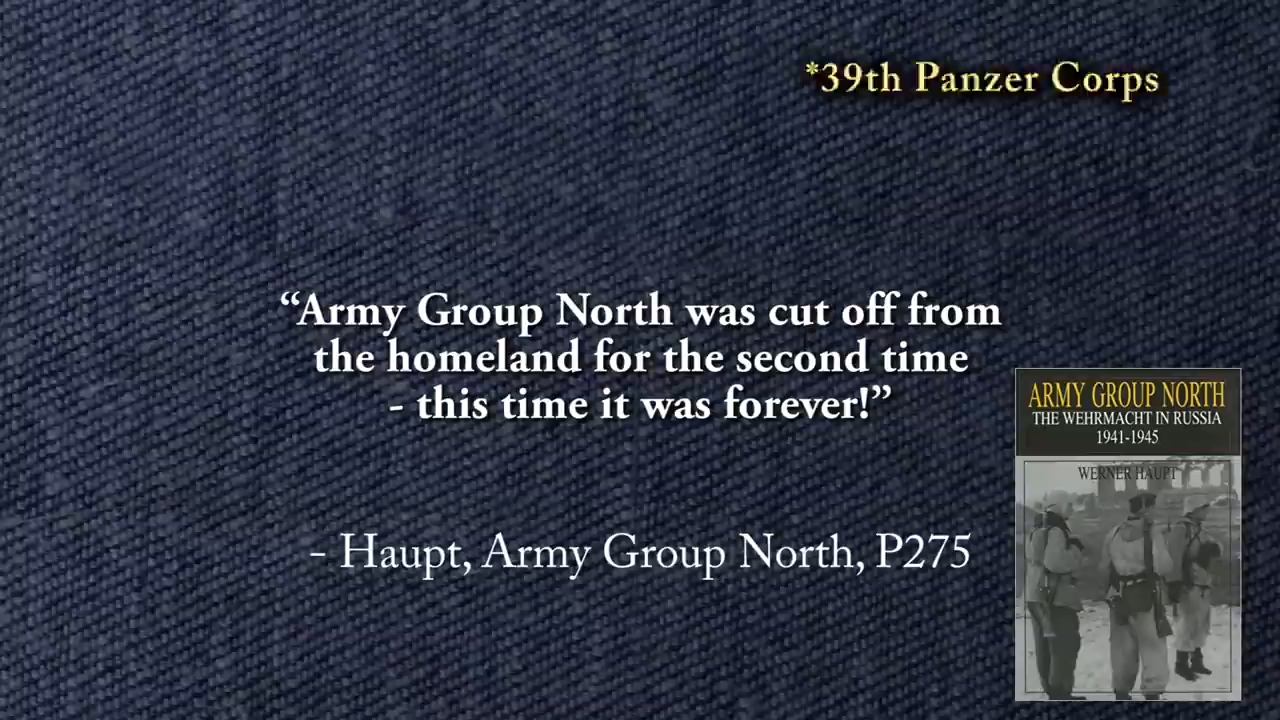 *39th Panzer Corps
“Army Group North was cut off from
the homeland for the second time
- this time it was forever!”
- Haupt, Army Group North, P275
ARMY GROUP NORTH
THE WEHRMACHT IN RUSSIA
1941-1945
WERNER HAUPT